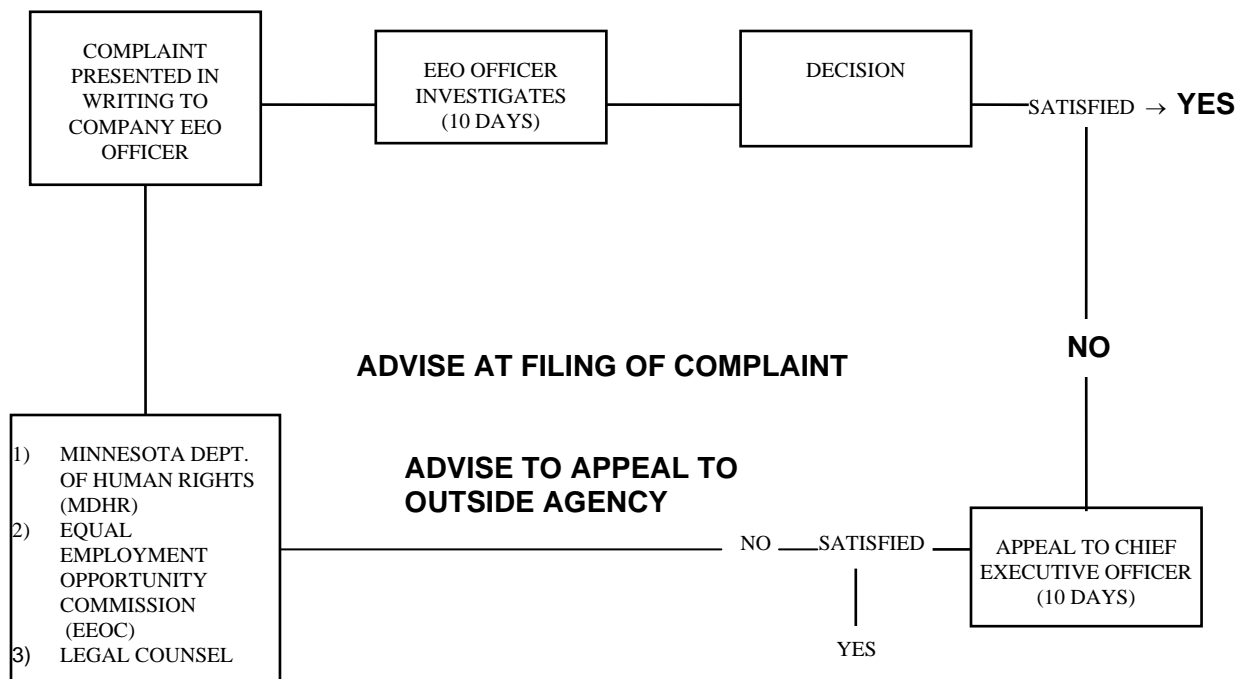 COMPLAINT
PRESENTED IN
WRITING TO
COMPANY EEO
OFFICER
EEO OFFICER
INVESTIGATES
(10 DAYS)
DECISION
SATISFIED → YES
NO
ADVISE AT FILING OF COMPLAINT
1) MINNESOTA DEPT.
OF HUMAN RIGHTS
(MDHR)
2) EQUAL
EMPLOYMENT
OPPORTUNITY
COMMISSION
(EEOC)
3) LEGAL COUNSEL
ADVISE TO APPEAL TO
OUTSIDE AGENCY
NO SATISFIED
YES
APPEAL TO CHIEF
EXECUTIVE OFFICER
(10 DAYS)